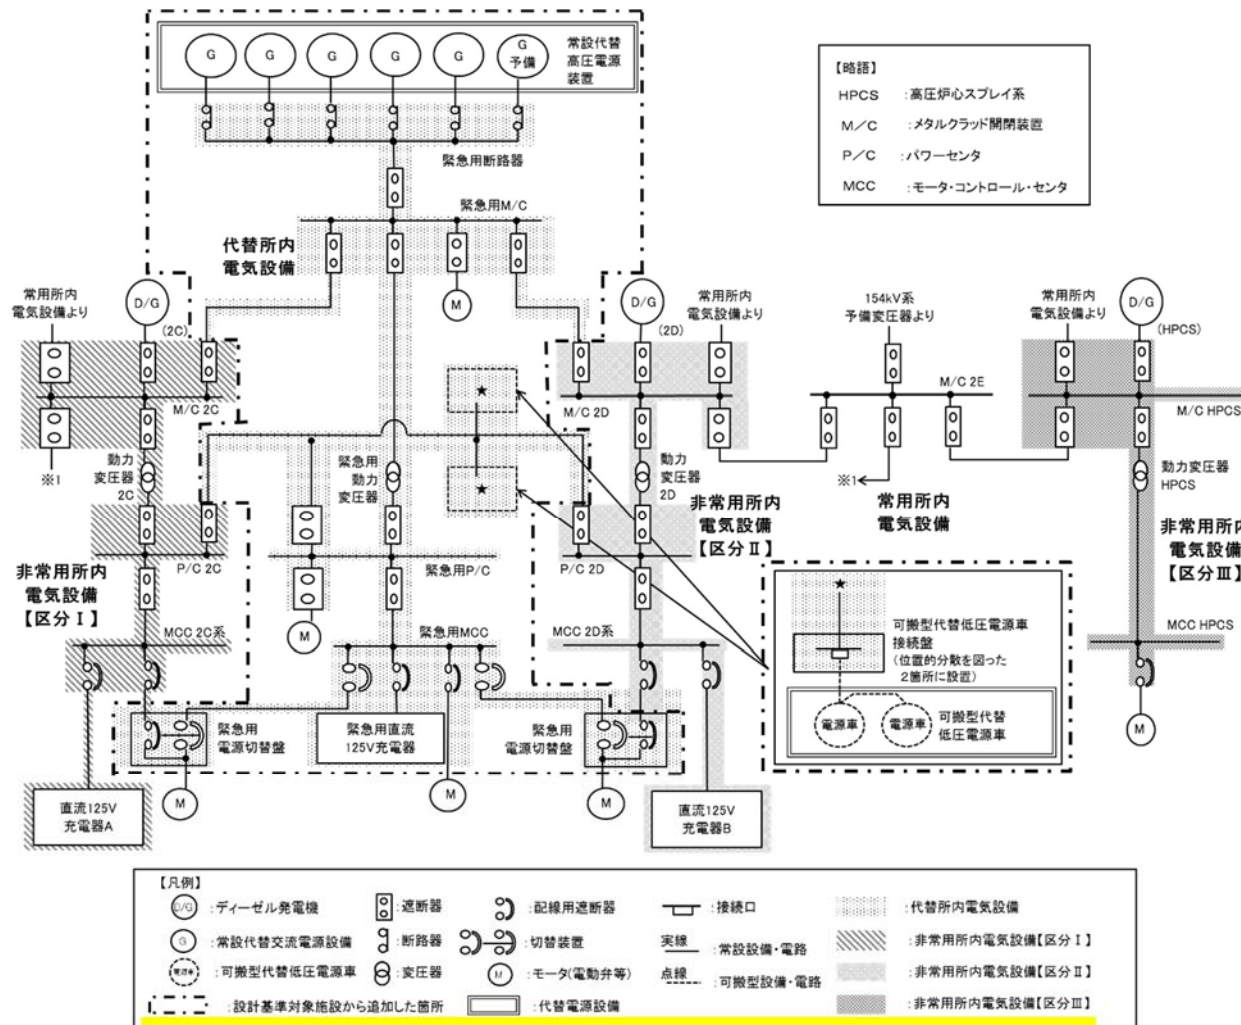 G
G
G
G
G
G
予備
常設代替
高圧電源
装置
緊急用断路器
緊急用M/C
代替所内
電気設備
M
【略語】
HPCS :高圧炉心スプレイ系
M/C :メタルクラッド開閉装置
P/C :パワーセンタ
MCC :モータ・コントロール・センタ
常用所内
電気設備より
D/G
(2C)
D/G
(2D)
常用所内
電気設備より
154kV系
予備変圧器より
常用所内
電気設備より
D/G
(HPCS)
M/C 2C
M/C 2D
M/C 2E
M/C HPCS
★
★
※1
動力
変圧器
2C
緊急用
動力
変圧器
動力
変圧器
2D
※1
常用所内
電気設備
動力変圧器
HPCS
非常用所内
電気設備
【区分Ⅱ】
非常用所内
電気設備
【区分Ⅲ】
P/C 2C
緊急用P/C
P/C 2D
非常用所内
電気設備
【区分Ⅰ】
M
MCC 2C系
緊急用MCC
MCC 2D系
MCC HPCS
★
可搬型代替低圧電源車
接続盤
(位置的分散を図った
2箇所に設置)
電源車
電源車
可搬型代替
低圧電源車
緊急用
電源切替盤
緊急用直流
125V充電器
緊急用
電源切替盤
M
M
M
M
直流125V
充電器A
直流125V
充電器B
【凡例】
D/G :ディーゼル発電機
:遮断器
:配線用遮断器
:接続口
:代替所内電気設備
G :常設代替交流電源設備
:断路器
:切替装置
実線 :常設設備・電路
:非常用所内電気設備【区分Ⅰ】
電源車 :可搬型代替低圧電源車
:変圧器
M :モータ(電動弁等)
点線 :可搬型設備・電路
:非常用所内電気設備【区分Ⅱ】
:設計基準対象施設から追加した箇所
:代替電源設備
:非常用所内電気設備【区分Ⅲ】